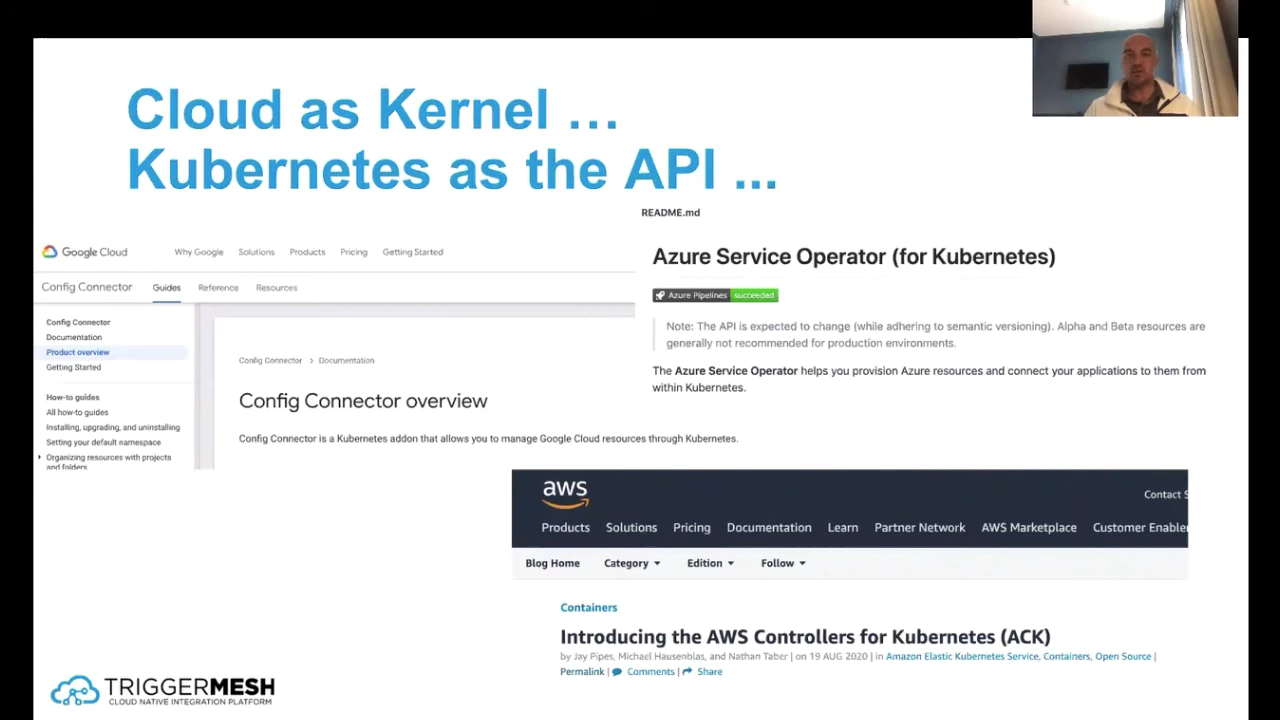 Cloud as Kernel …
Kubernetes as the API ...
Google Cloud
Why Google Solutions Products Pricing Getting Started
Config Connector Guides Reference Resources
Config Connector
Documentation
Product overview
Getting Started
How-to guides
All how-to guides
Installing, upgrading, and uninstalling
Setting your default namespace
Organizing resources with projects
and folders
Config Connector > Documentation
Config Connector overview
Config Connector is a Kubernetes addon that allows you to manage Google Cloud resources through Kubernetes.
README.md
Azure Service Operator (for Kubernetes)
Azure Pipelines succeeded
Note: The API is expected to change (while adhering to semantic versioning). Alpha and Beta resources are
generally not recommended for production environments.
The Azure Service Operator helps you provision Azure resources and connect your applications to them from
within Kubernetes.
aws
Contact S
Products Solutions Pricing Documentation Learn Partner Network AWS Marketplace Customer Enable
Blog Home Category Edition Follow
Containers
Introducing the AWS Controllers for Kubernetes (ACK)
by Jay Pipes, Michael Hausenblas, and Nathan Taber | on 19 AUG 2020 | in Amazon Elastic Kubernetes Service, Containers, Open Source |
Permalink | Comments | Share
TRIGGERMESH
CLOUD NATIVE INTEGRATION PLATFORM